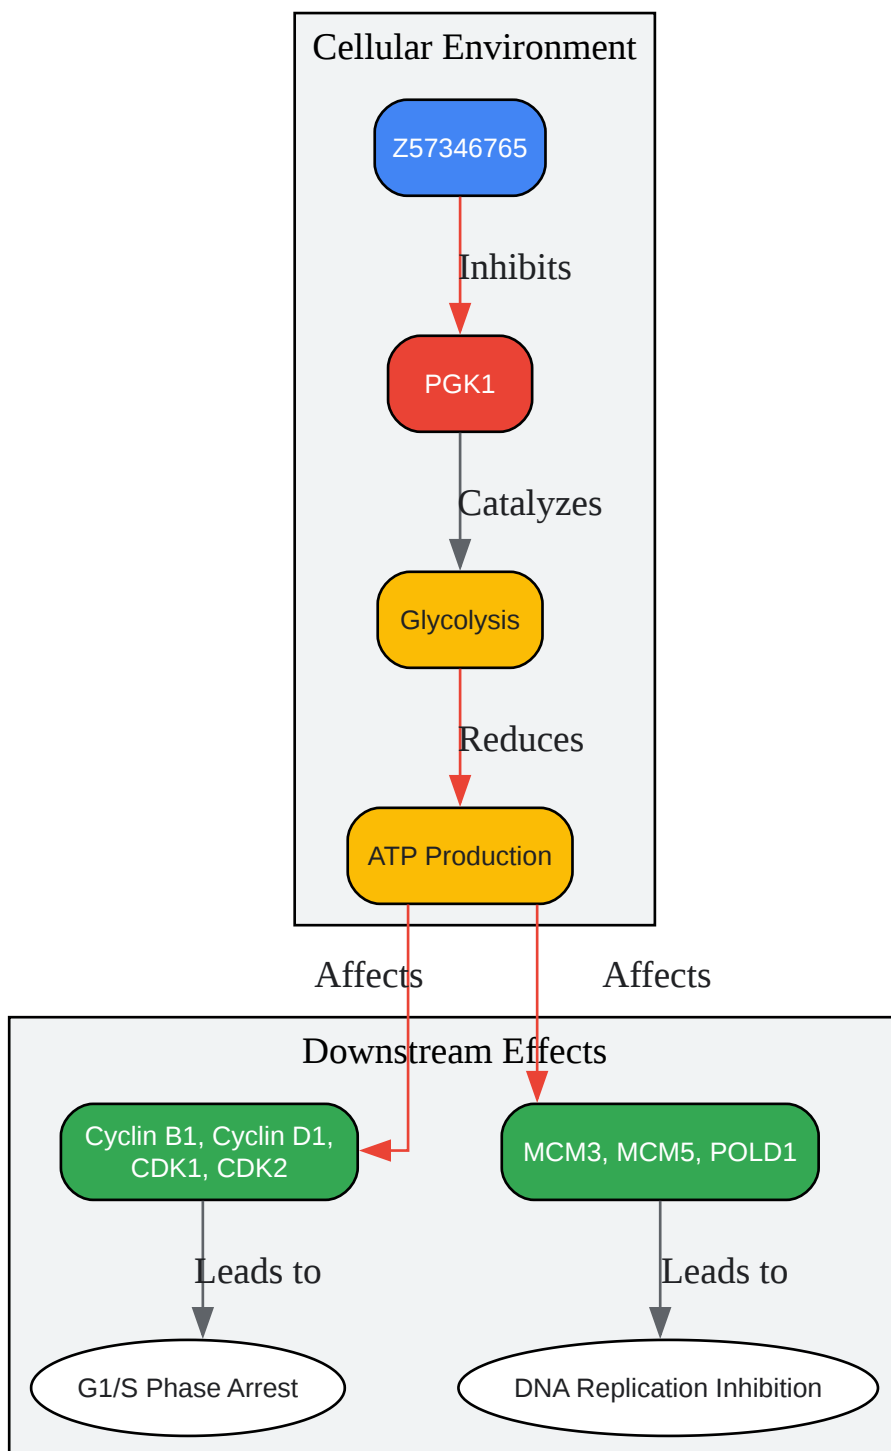 Cellular Environment
Z57346765
Inhibits
PGK1
Catalyzes
Glycolysis
Reduces
ATP Production
Affects
Affects
Downstream Effects
Cyclin B1, Cyclin D1,
CDK1, CDK2
MCM3, MCM5, POLD1
Leads to
Leads to
G1/S Phase Arrest
DNA Replication Inhibition